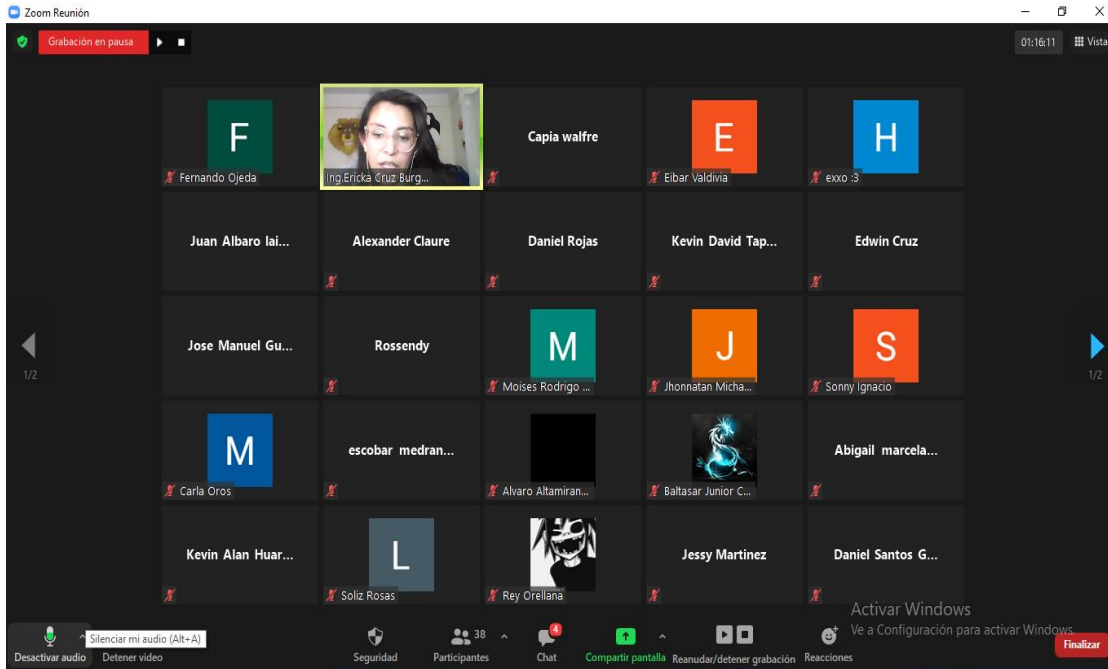 Zoom Reunión
Grabación en pausa
01:16:11 Vista
F
Fernando Ojeda
Ing.Ericka Cruz Burg...
Capia walfre
E
Eibar Valdivia
H
exxo :3
Juan Albaro lai...
Alexander Claure
Daniel Rojas
Kevin David Tap...
Edwin Cruz
Jose Manuel Gu...
Rossendy
M
Moises Rodrigo ...
J
Jhonnatan Micha...
S
Sonny Ignacio
1/2
1/2
M
Carla Oros
escobar medran...
Alvaro Altamiran...
Baltasar Junior C...
Abigail marcela...
Kevin Alan Huar...
L
Soliz Rosas
Rey Orellana
Jessy Martinez
Daniel Santos G...
Activar Windows
Ve a Configuración para activar Windows.
Silenciar mi audio (Alt+A)
38
4
Desactivar audio
Detener video
Seguridad
Participantes
Chat
Compartir pantalla
Reanudar/detener grabación
Reacciones
Finalizar